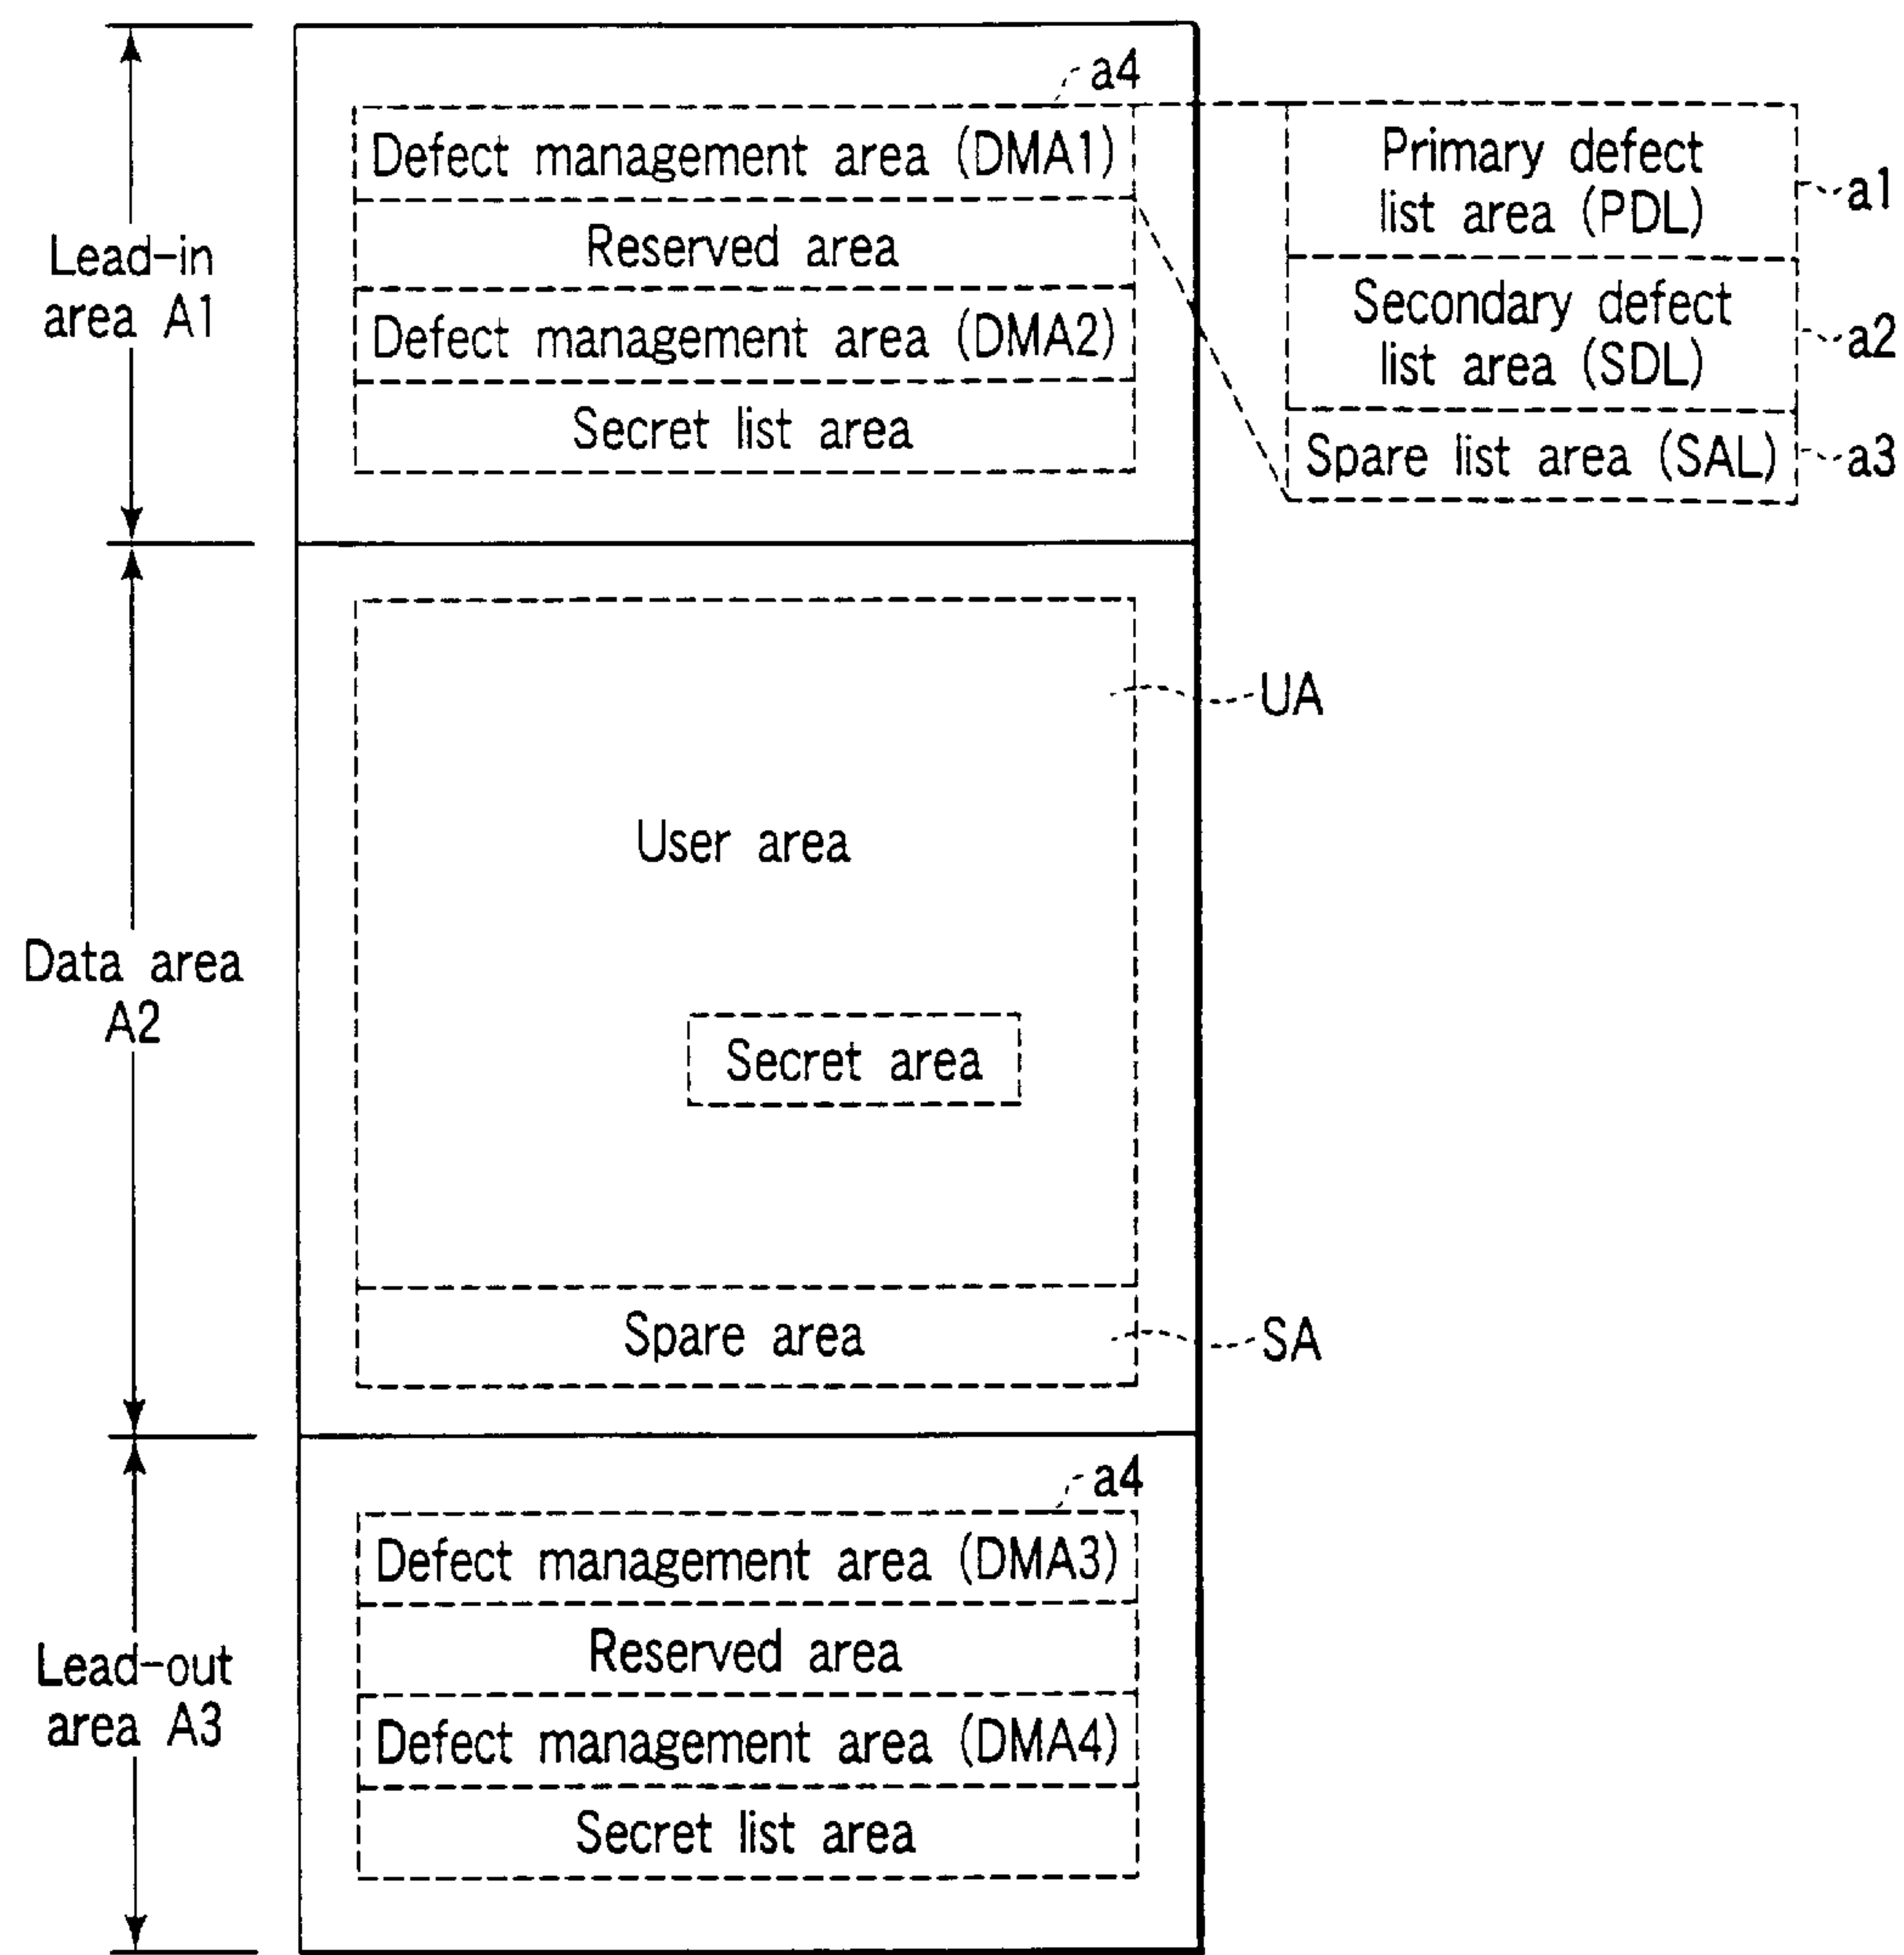 Lead-in
area A1
a4
Defect management area (DMA1)
Reserved area
Defect management area (DMA2)
Secret list area
Primary defect
list area (PDL)
a1
Secondary defect
list area (SDL)
a2
Spare list area (SAL)
a3
Data area
A2
UA
User area
Secret area
Spare area
SA
Lead-out
area A3
a4
Defect management area (DMA3)
Reserved area
Defect management area (DMA4)
Secret list area